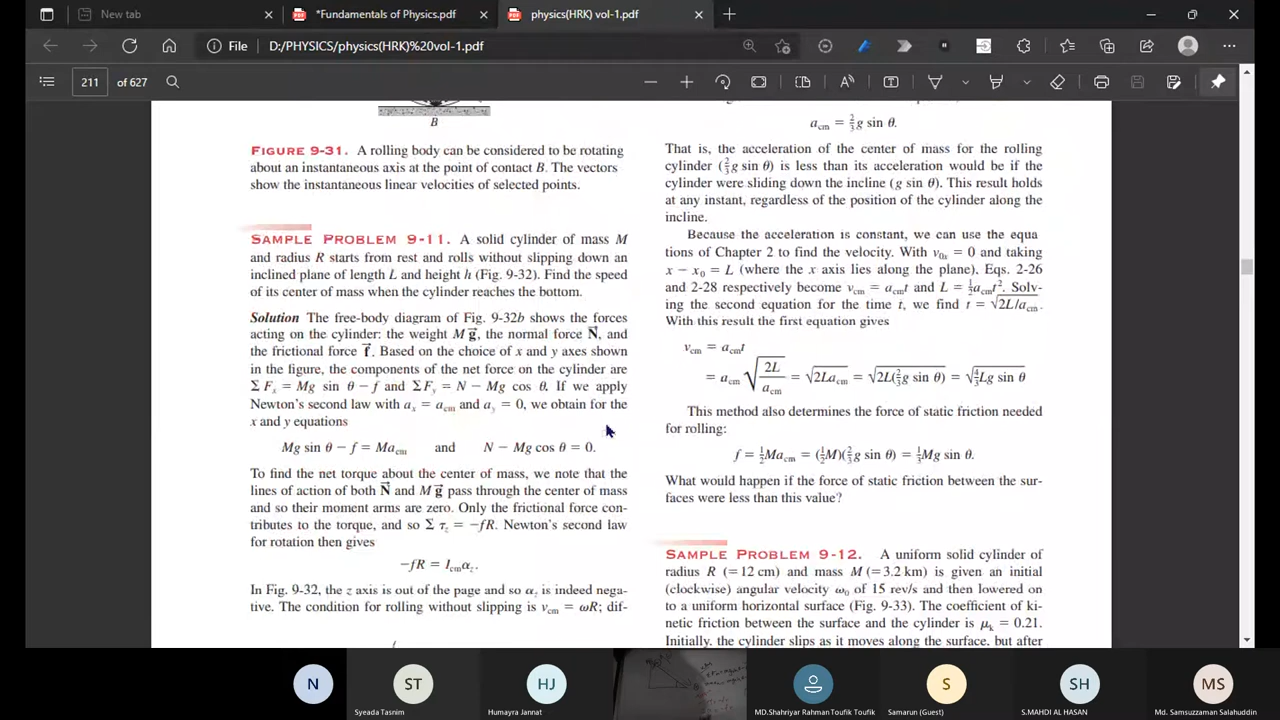 New tab
*Fundamentals of Physics.pdf
physics(HRK) vol-1.pdf
File
D:/PHYSICS/physics(HRK)%20vol-1.pdf
211
of 627
B
FIGURE 9-31. A rolling body can be considered to be rotating
about an instantaneous axis at the point of contact B. The vectors
show the instantaneous linear velocities of selected points.
SAMPLE PROBLEM 9-11. A solid cylinder of mass M
and radius R starts from rest and rolls without slipping down an
inclined plane of length L and height h (Fig. 9-32). Find the speed
of its center of mass when the cylinder reaches the bottom.
Solution The free-body diagram of Fig. 9-32b shows the forces
acting on the cylinder: the weight Mg⃗, the normal force N⃗, and
the frictional force f⃗. Based on the choice of x and y axes shown
in the figure, the components of the net force on the cylinder are
ΣFx = Mg sin θ − f and ΣFy = N − Mg cos θ. If we apply
Newton's second law with ax = acm and ay = 0, we obtain for the
x and y equations
Mg sin θ − f = Macm and N − Mg cos θ = 0.
To find the net torque about the center of mass, we note that the
lines of action of both N⃗ and Mg⃗ pass through the center of mass
and so their moment arms are zero. Only the frictional force con-
tributes to the torque, and so Σ τz = −fR. Newton's second law
for rotation then gives
−fR = Icmαz.
In Fig. 9-32, the z axis is out of the page and so αz is indeed nega-
tive. The condition for rolling without slipping is vcm = ωR; dif-
acm = ⅔g sin θ.
That is, the acceleration of the center of mass for the rolling
cylinder (⅔g sin θ) is less than its acceleration would be if the
cylinder were sliding down the incline (g sin θ). This result holds
at any instant, regardless of the position of the cylinder along the
incline.
Because the acceleration is constant, we can use the equa
tions of Chapter 2 to find the velocity. With v0x = 0 and taking
x − x0 = L (where the x axis lies along the plane), Eqs. 2-26
and 2-28 respectively become vcm = acmt and L = ½acmt². Solv-
ing the second equation for the time t, we find t = √2L/acm.
With this result the first equation gives
vcm = acmt
= acm √(2L/acm) = √2Lacm = √2L(⅔g sin θ) = √4/3Lg sin θ
This method also determines the force of static friction needed
for rolling:
f = ½Macm = (½M)(⅔g sin θ) = ⅓Mg sin θ.
What would happen if the force of static friction between the sur-
faces were less than this value?
SAMPLE PROBLEM 9-12. A uniform solid cylinder of
radius R (=12 cm) and mass M (=3.2 km) is given an initial
(clockwise) angular velocity ω0 of 15 rev/s and then lowered on
to a uniform horizontal surface (Fig. 9-33). The coefficient of ki-
netic friction between the surface and the cylinder is μk = 0.21.
Initially, the cylinder slips as it moves along the surface, but after
N
ST
HJ
S
SH
MS
Syeada Tasnim
Humayra Jannat
MD.Shahriyar Rahman Toufik Toufik
Samarun (Guest)
S.MAHDI AL HASAN
Md. Samsuzzaman Salahuddin